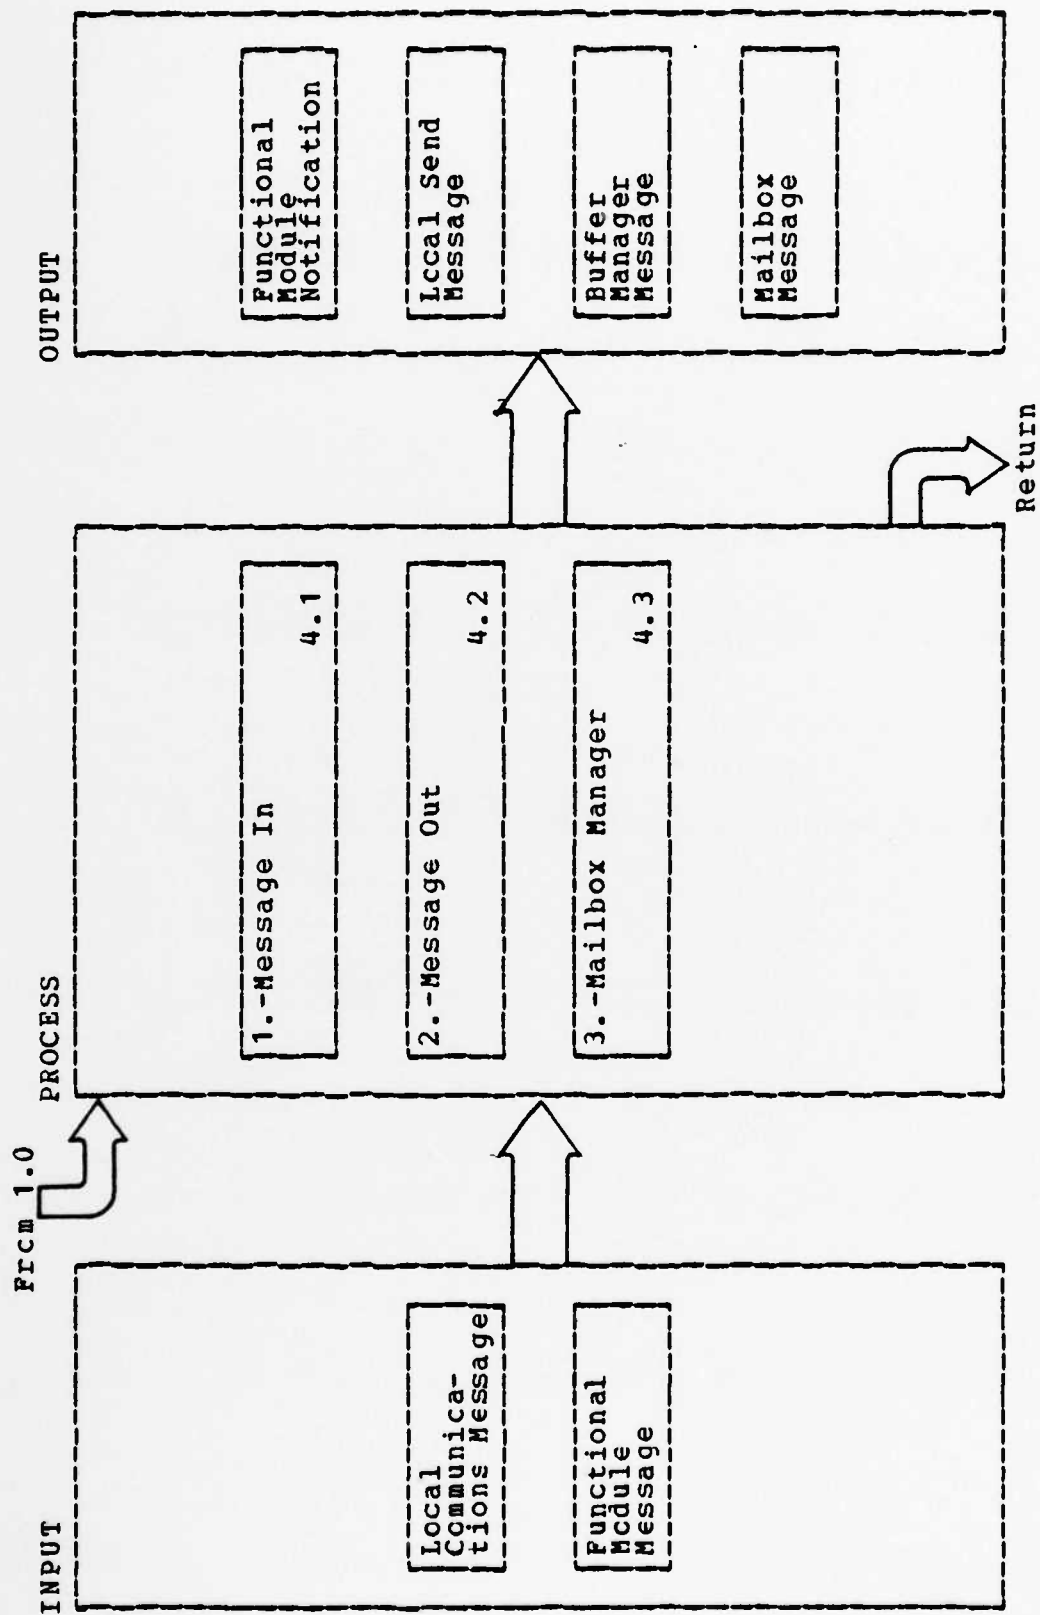 From 1.0
INPUT
Local
Communica-
tions Message
Functional
Module
Message
PROCESS
1.-Message In
4.1
2.-Message Out
4.2
3.-Mailbox Manager
4.3
Return
OUTPUT
Functional
Module
Notification
Local Send
Message
Buffer
Manager
Message
Mailbox
Message